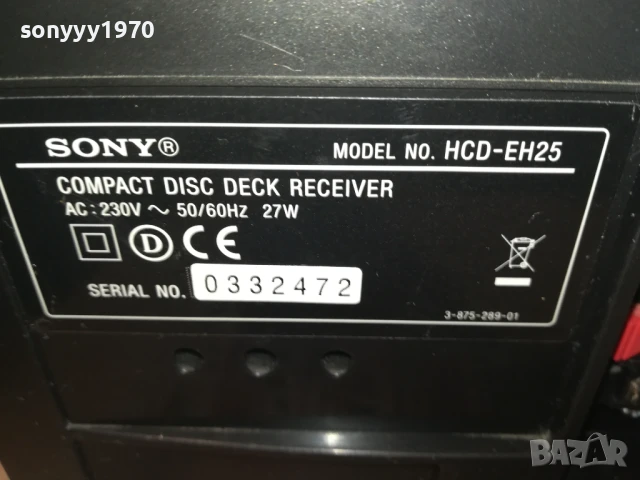 sonyyy1970
SONY®
MODEL NO. HCD-EH25
COMPACT DISC DECK RECEIVER
AC: 230V ~ 50/60Hz 27W
D CE
SERIAL NO. 0332472
3-875-289-01
BAZAR